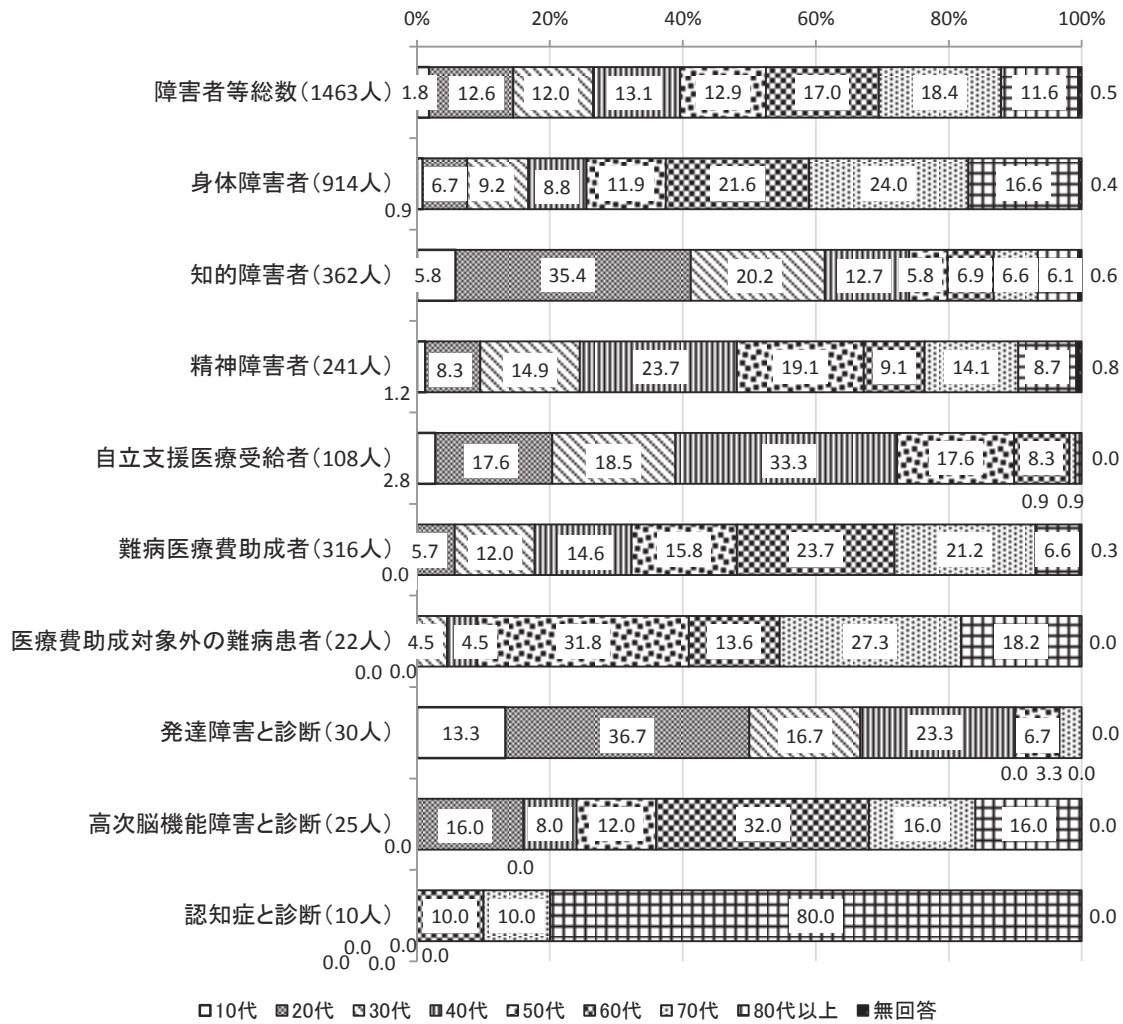 0% 20% 40% 60% 80% 100%
障害者等総数(1463人) 1.8 12.6 12.0 13.1 12.9 17.0 18.4 11.6 0.5
身体障害者(914人) 6.7 9.2 8.8 11.9 21.6 24.0 16.6 0.4
0.9
知的障害者(362人) 5.8 35.4 20.2 12.7 5.8 6.9 6.6 6.1 0.6
精神障害者(241人) 8.3 14.9 23.7 19.1 9.1 14.1 8.7 0.8
1.2
自立支援医療受給者(108人) 17.6 18.5 33.3 17.6 8.3 0.0
2.8
0.9 0.9
難病医療費助成者(316人) 5.7 12.0 14.6 15.8 23.7 21.2 6.6 0.3
0.0
医療費助成対象外の難病患者(22人) 4.5 4.5 31.8 13.6 27.3 18.2 0.0
0.0 0.0
発達障害と診断(30人) 13.3 36.7 16.7 23.3 6.7 0.0
0.0 3.3 0.0
高次脳機能障害と診断(25人) 16.0 8.0 12.0 32.0 16.0 16.0 0.0
0.0
0.0
認知症と診断(10人) 10.0 10.0 80.0 0.0
0.0 0.0
0.0 0.0 0.0
10代 20代 30代 40代 50代 60代 70代 80代以上 無回答